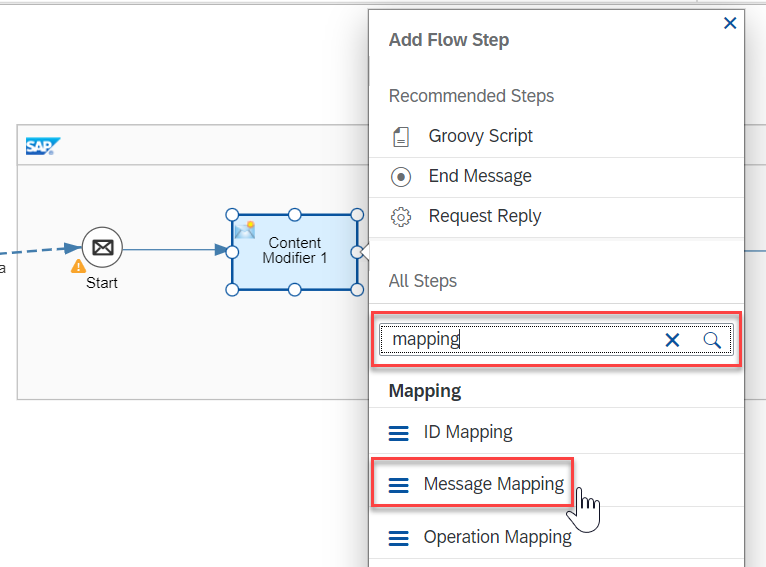 Add Flow Step
Recommended Steps
Groovy Script
End Message
Request Reply
All Steps
mapping
Mapping
ID Mapping
Message Mapping
Operation Mapping
SAP
a
Start
Content
Modifier 1